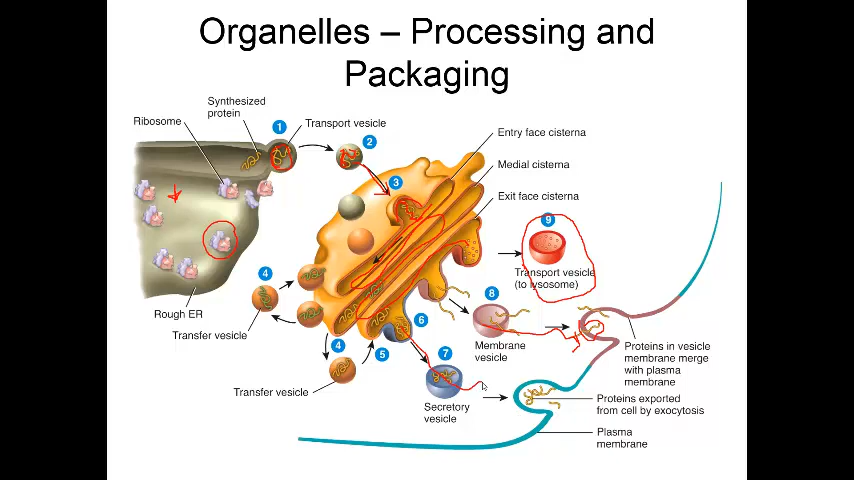 Organelles – Processing and
Packaging
Synthesized
protein
Ribosome
1
Transport vesicle
2
Entry face cisterna
Medial cisterna
3
Exit face cisterna
9
Transport vesicle
(to lysosome)
4
8
Rough ER
6
Transfer vesicle
4
5
7
Membrane
vesicle
Proteins in vesicle
membrane merge
with plasma
membrane
Transfer vesicle
Secretory
vesicle
Proteins exported
from cell by exocytosis
Plasma
membrane